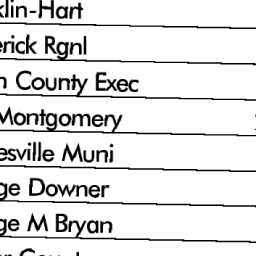 klin-Hart
erick Rgnl
n County Exec
Montgomery
esville Muni
ge Downer
ge M Bryan